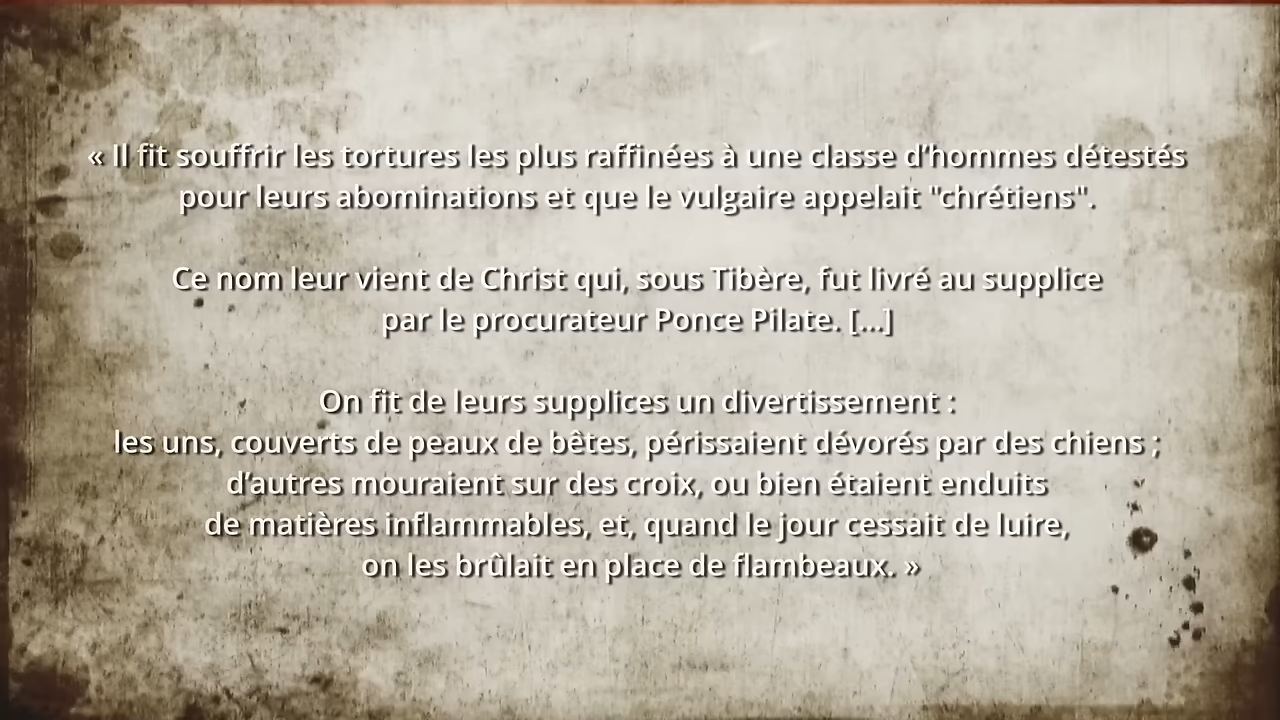 « Il fit souffrir les tortures les plus raffinées à une classe d'hommes détestés
pour leurs abominations et que le vulgaire appelait "chrétiens".
Ce nom leur vient de Christ qui, sous Tibère, fut livré au supplice
par le procurateur Ponce Pilate. [...]
On fit de leurs supplices un divertissement :
les uns, couverts de peaux de bêtes, périssaient dévorés par des chiens ;
d'autres mouraient sur des croix, ou bien étaient enduits
de matières inflammables, et, quand le jour cessait de luire,
on les brûlait en place de flambeaux. »